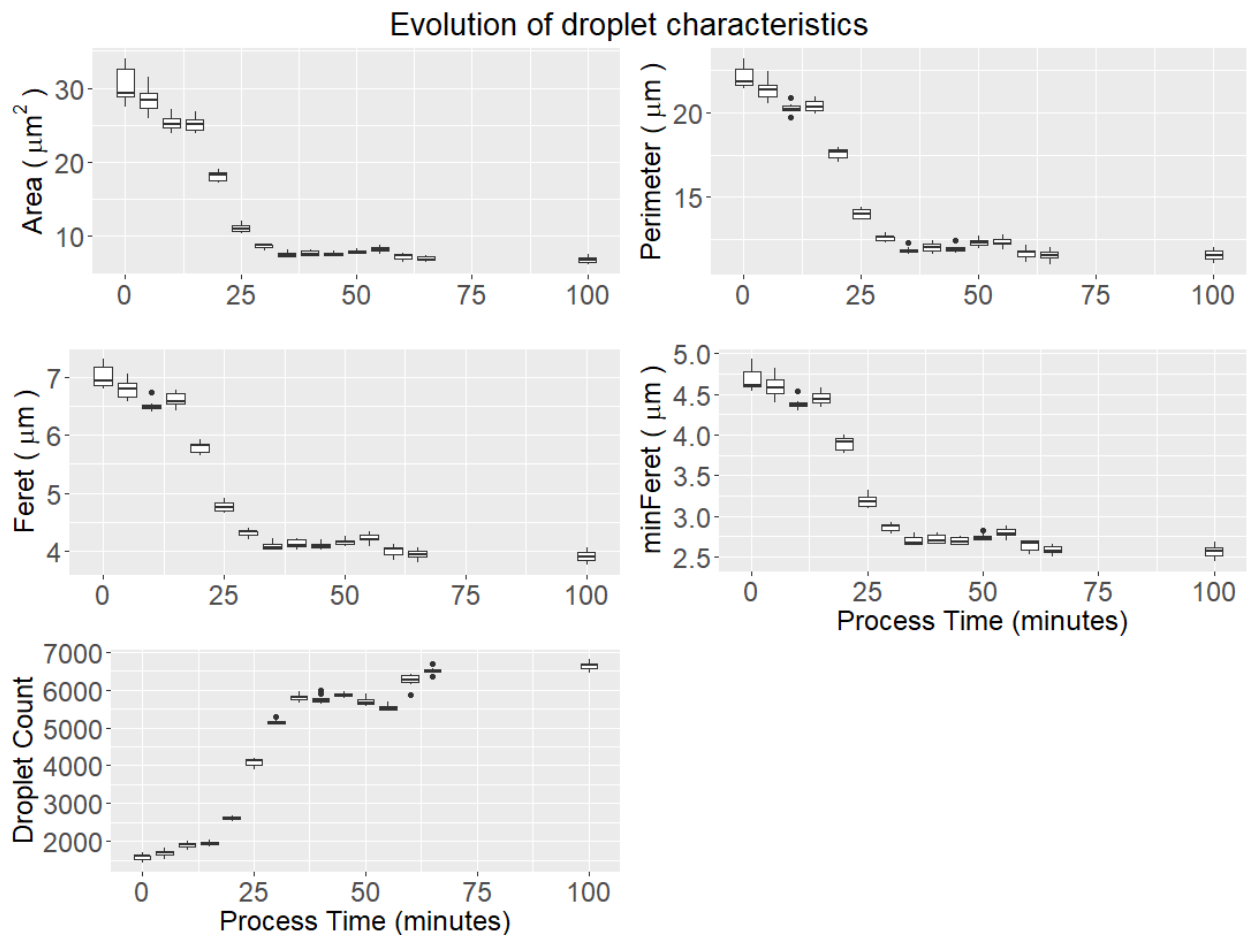 Evolution of droplet characteristics
Area ( μm²)
30
20
10
0 25 50 75 100
Perimeter ( μm)
20
15
0 25 50 75 100
Feret ( μm)
7
6
5
4
0 25 50 75 100
minFeret ( μm)
5.0
4.5
4.0
3.5
3.0
2.5
0 25 50 75 100
Process Time (minutes)
Droplet Count
7000
6000
5000
4000
3000
2000
0 25 50 75 100
Process Time (minutes)